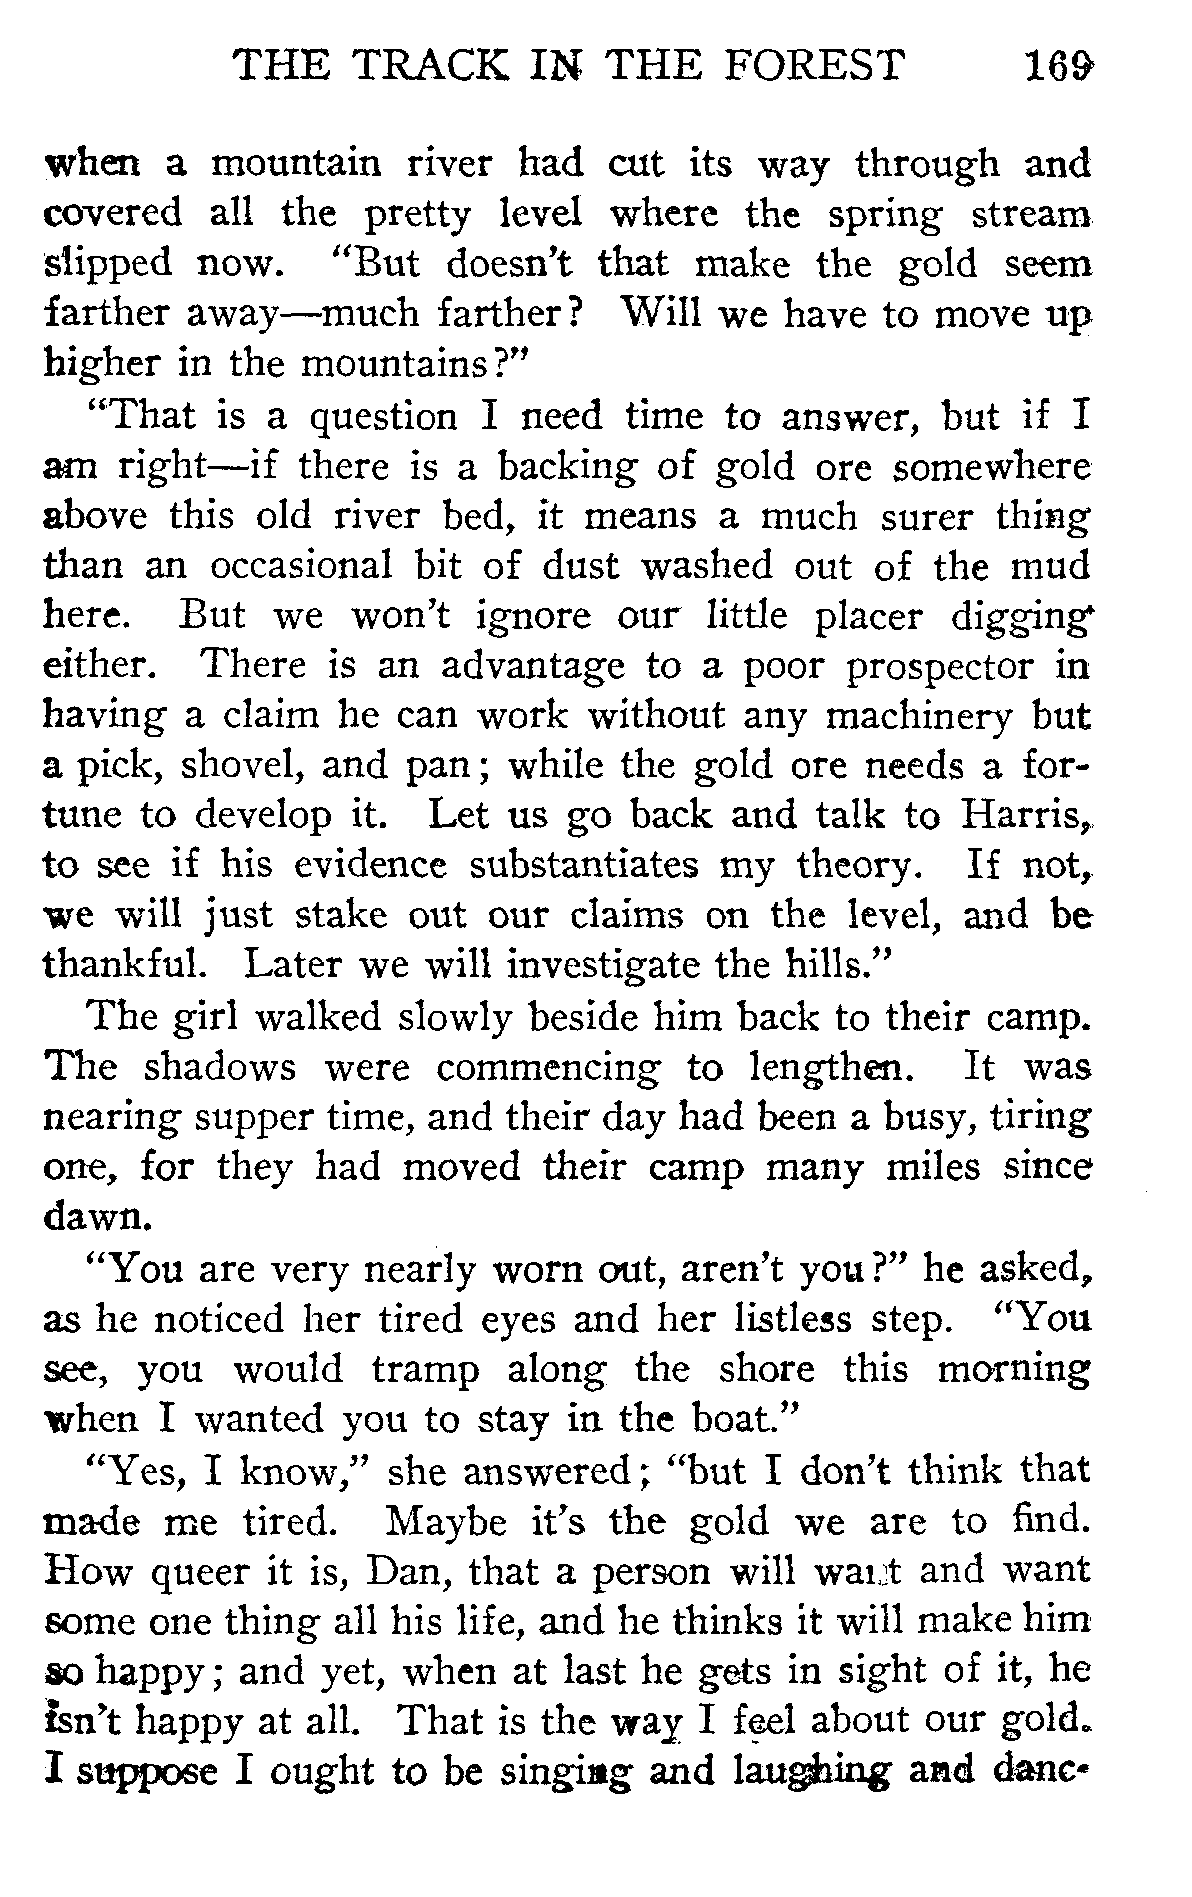 THE TRACK IN THE FOREST 169
when a mountain river had cut its way through and
covered all the pretty level where the spring stream
slipped now. "But doesn't that make the gold seem
farther away—much farther? Will we have to move up
higher in the mountains?"
"That is a question I need time to answer, but if I
am right—if there is a backing of gold ore somewhere
above this old river bed, it means a much surer thing
than an occasional bit of dust washed out of the mud
here. But we won't ignore our little placer digging
either. There is an advantage to a poor prospector in
having a claim he can work without any machinery but
a pick, shovel, and pan; while the gold ore needs a for-
tune to develop it. Let us go back and talk to Harris,
to see if his evidence substantiates my theory. If not,
we will just stake out our claims on the level, and be
thankful. Later we will investigate the hills."
The girl walked slowly beside him back to their camp.
The shadows were commencing to lengthen. It was
nearing supper time, and their day had been a busy, tiring
one, for they had moved their camp many miles since
dawn.
"You are very nearly worn out, aren't you?" he asked,
as he noticed her tired eyes and her listless step. "You
see, you would tramp along the shore this morning
when I wanted you to stay in the boat."
"Yes, I know," she answered; "but I don't think that
made me tired. Maybe it's the gold we are to find.
How queer it is, Dan, that a person will want and want
some one thing all his life, and he thinks it will make him
so happy; and yet, when at last he gets in sight of it, he
isn't happy at all. That is the way I feel about our gold.
I suppose I ought to be singing and laughing and danc-